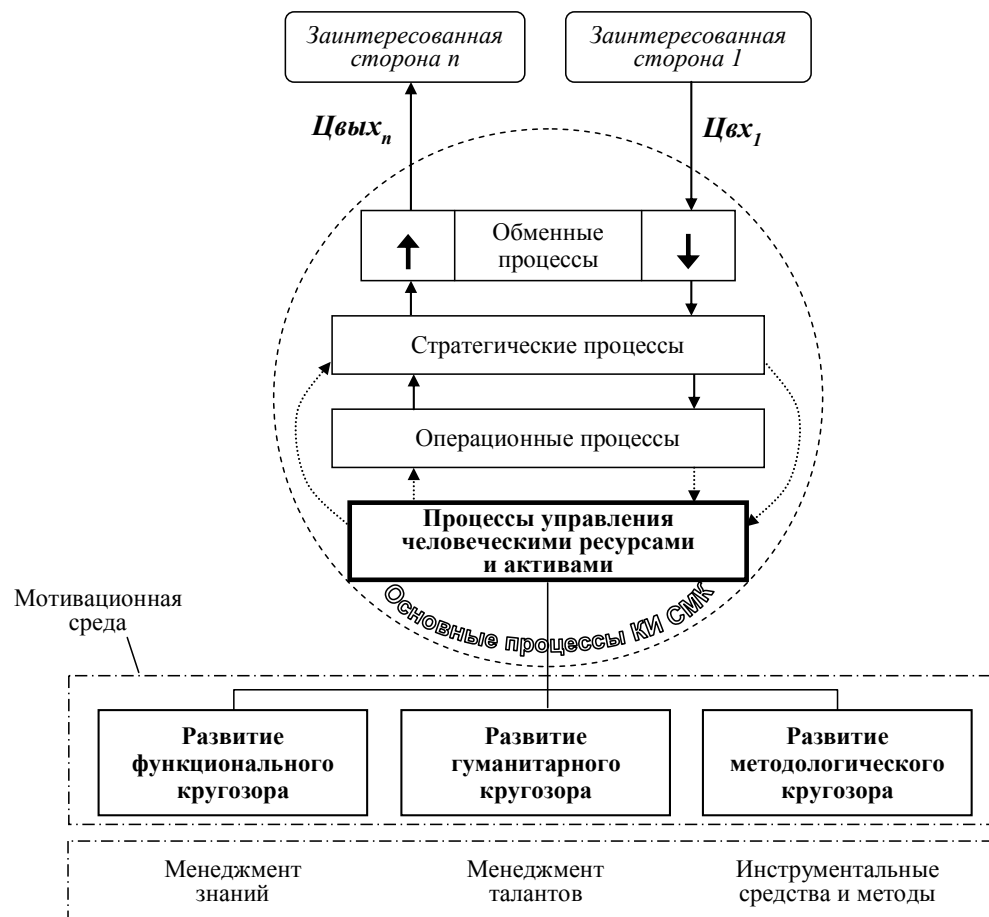 Заинтересованная
сторона n
Заинтересованная
сторона 1
Цвыхn
Цвх1
Обменные
процессы
Стратегические процессы
Операционные процессы
Процессы управления
человеческими ресурсами
и активами
Основные процессы КИ СМК
Мотивационная
среда
Развитие
функционального
кругозора
Развитие
гуманитарного
кругозора
Развитие
методологического
кругозора
Менеджмент
знаний
Менеджмент
талантов
Инструментальные
средства и методы